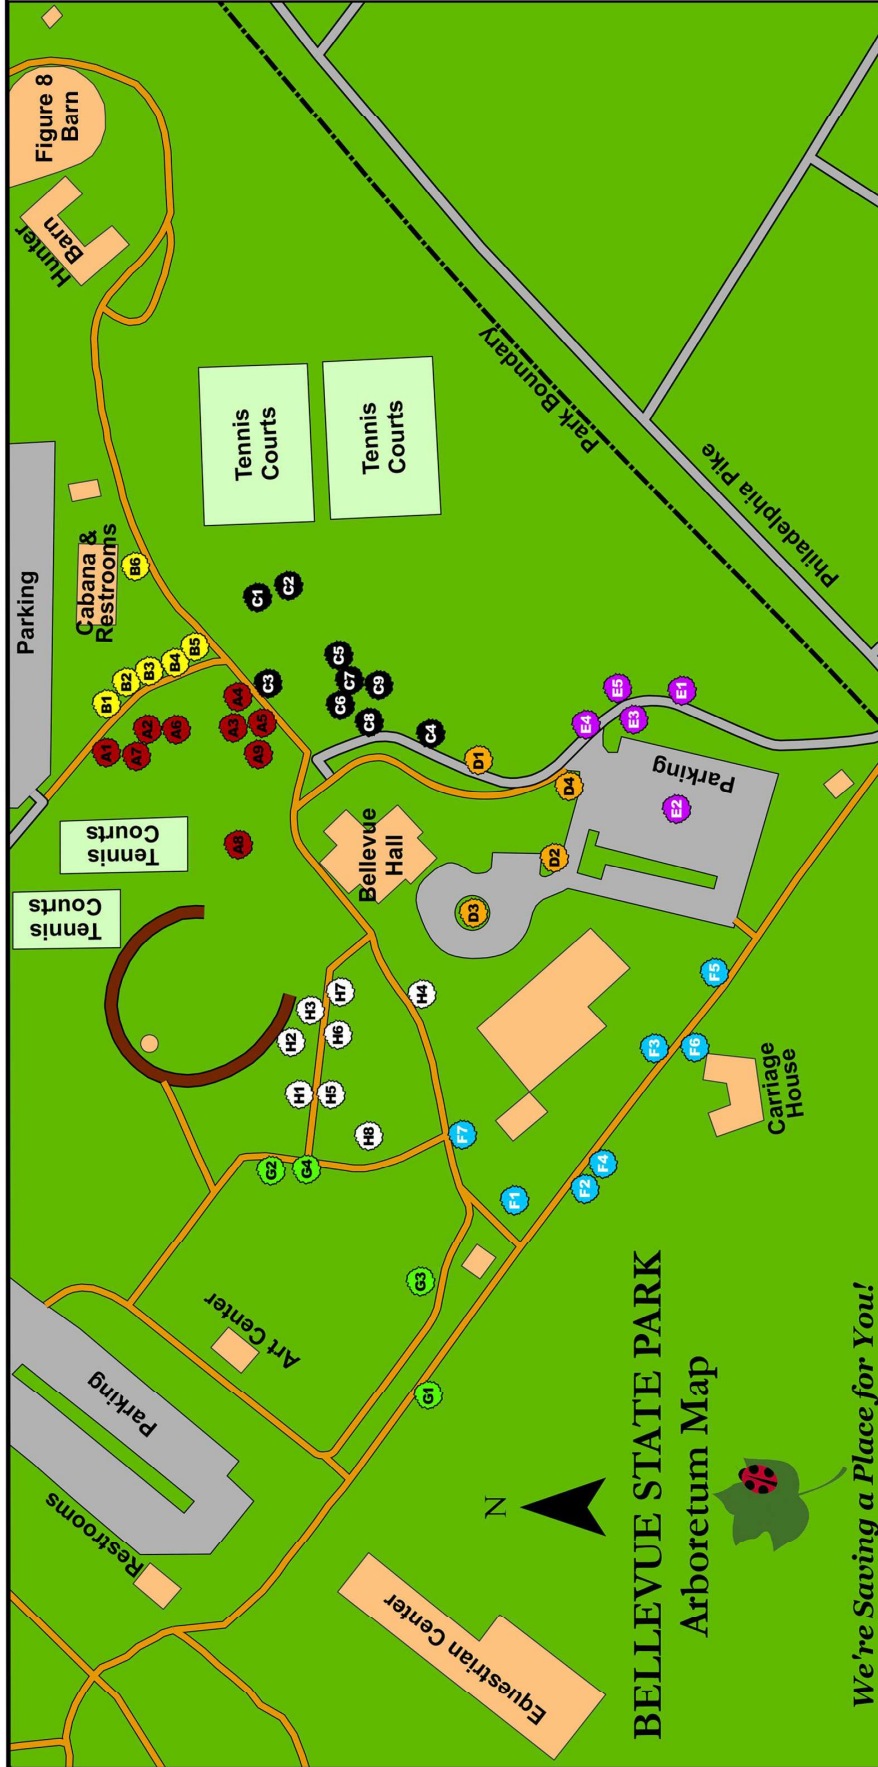 Restrooms
Parking
Art Center
Tennis
Courts
Tennis
Courts
Parking
Cabana &
Restrooms
Hunter
Barn
Figure 8
Barn
A1
A7
A2
A6
A3
A4
A5
A9
A8
B1
B2
B3
B4
B5
B6
C1
C2
C3
C5
C7
C6
C9
C8
C4
Tennis
Courts
Tennis
Courts
Bellevue
Hall
H3
H7
H2
H6
H1
H5
H4
H8
G2
G4
G3
G1
D1
D4
D2
D3
E4
E5
E3
E1
E2
Parking
F7
F1
F2
F4
F3
F6
F5
Carriage
House
Park Boundary
Philadelphia Pike
Equestrian Center
N
BELLEVUE STATE PARK
Arboretum Map
We're Saving a Place for You!